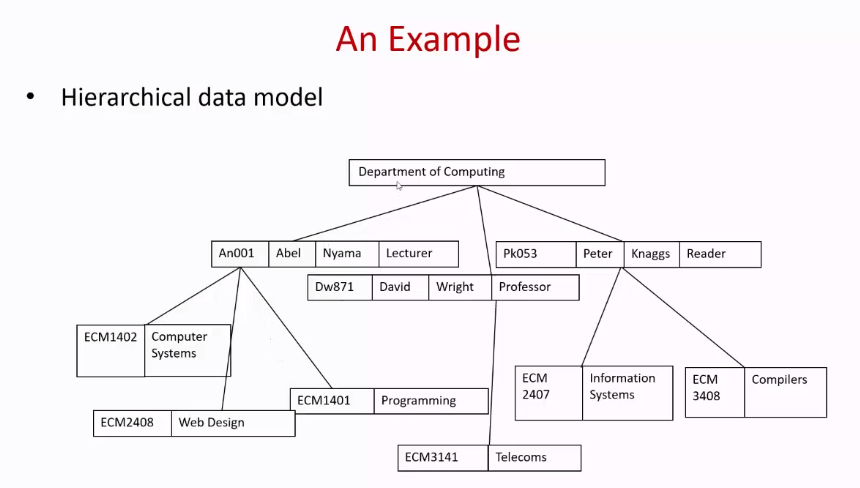 An Example
• Hierarchical data model
Department of Computing
An001 Abel Nyama Lecturer
Pk053 Peter Knaggs Reader
Dw871 David Wright Professor
ECM1402 Computer
Systems
ECM Information
2407 Systems
ECM Compilers
3408
ECM1401 Programming
ECM2408 Web Design
ECM3141 Telecoms